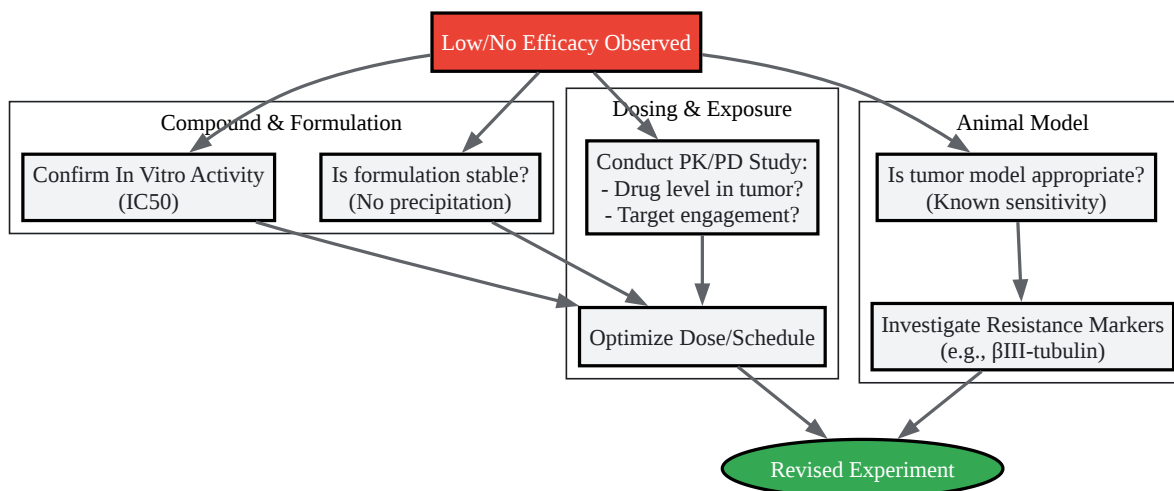 Low/No Efficacy Observed
Compound & Formulation
Dosing & Exposure
Animal Model
Confirm In Vitro Activity
(IC50)
Is formulation stable?
(No precipitation)
Conduct PK/PD Study:
- Drug level in tumor?
- Target engagement?
Is tumor model appropriate?
(Known sensitivity)
Optimize Dose/Schedule
Investigate Resistance Markers
(e.g., βIII-tubulin)
Revised Experiment